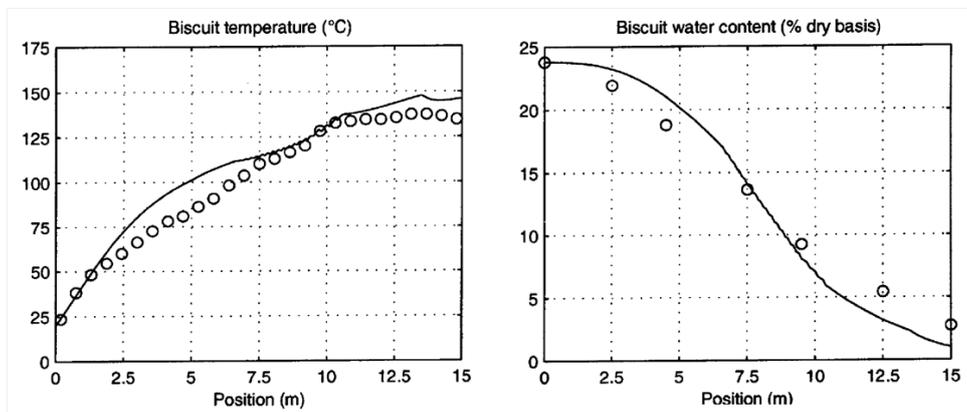 Biscuit temperature (°C)
175
150
125
100
75
50
25
0
0 2.5 5 7.5 10 12.5 15
Position (m)
Biscuit water content (% dry basis)
25
20
15
10
5
0
0 2.5 5 7.5 10 12.5 15
Position (m)